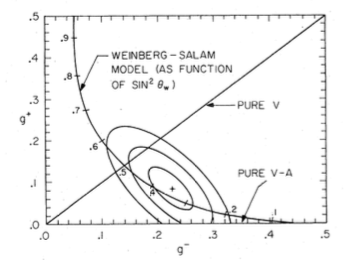 .5
.4
.3
.2
.1
.0
g⁺
.9
.8
.7
.6
.5
.4
.2
.1
WEINBERG–SALAM
MODEL (AS FUNCTION
OF SIN² θw)
PURE V
PURE V-A
.0
.1
.2
.3
.4
.5
g⁻